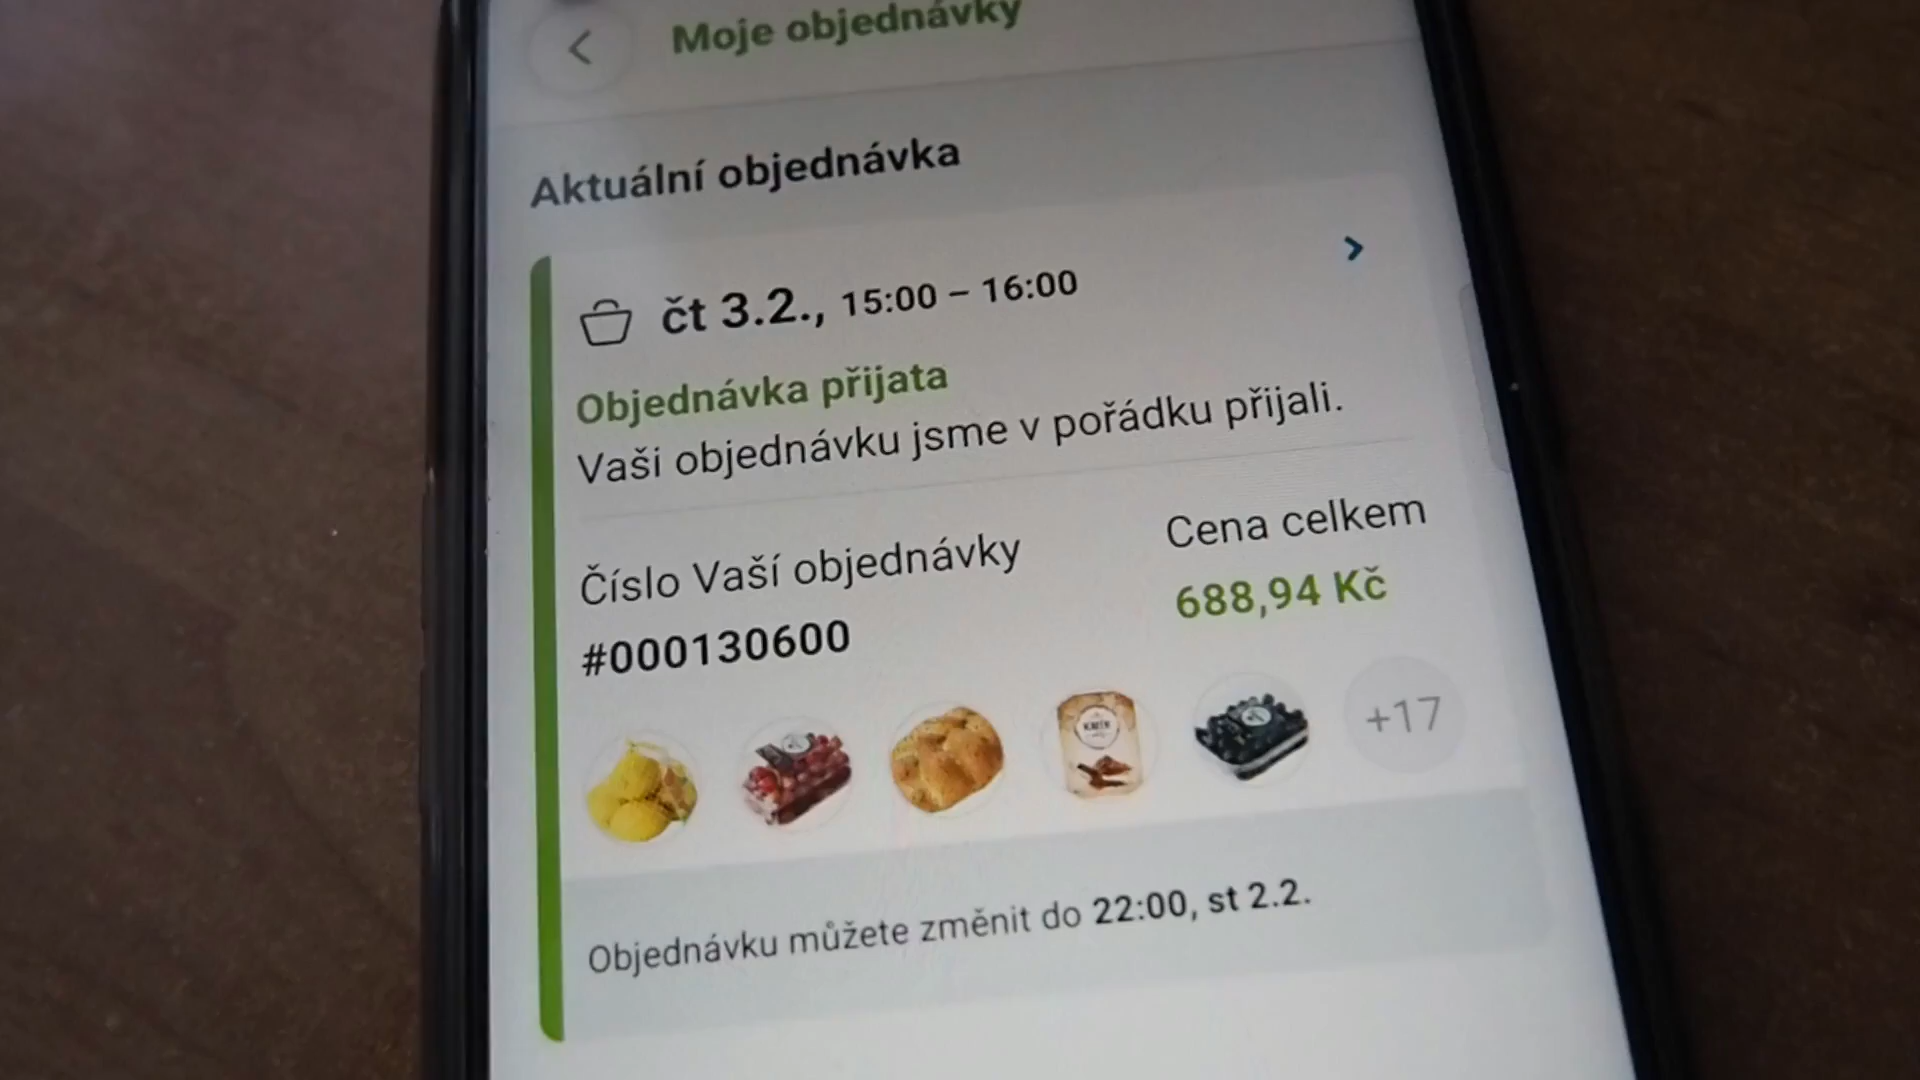 Moje objednávky
Aktuální objednávka
čt 3.2., 15:00 – 16:00
Objednávka přijata
Vaši objednávku jsme v pořádku přijali.
Číslo Vaší objednávky
Cena celkem
#000130600
688,94 Kč
+17
Objednávku můžete změnit do 22:00, st 2.2.